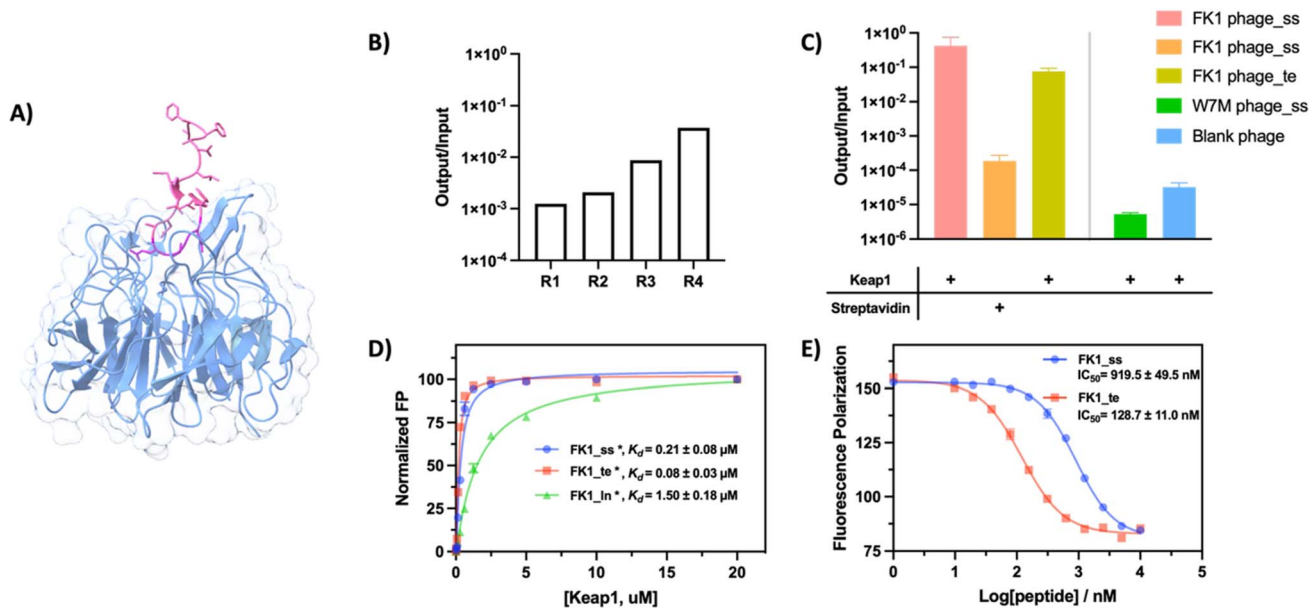 A)
B)
Output/Input
1×10⁰
1×10⁻¹
1×10⁻²
1×10⁻³
1×10⁻⁴
R1 R2 R3 R4
C)
Output/Input
1×10⁰
1×10⁻¹
1×10⁻²
1×10⁻³
1×10⁻⁴
1×10⁻⁵
1×10⁻⁶
Keap1 + + + +
Streptavidin +
FK1 phage_ss
FK1 phage_ss
FK1 phage_te
W7M phage_ss
Blank phage
D)
Normalized FP
100
75
50
25
0
FK1_ss *, Kd = 0.21 ± 0.08 µM
FK1_te *, Kd = 0.08 ± 0.03 µM
FK1_ln *, Kd = 1.50 ± 0.18 µM
0 5 10 15 20
[Keap1, uM]
E)
Fluorescence Polarization
150
125
100
75
FK1_ss
IC50= 919.5 ± 49.5 nM
FK1_te
IC50= 128.7 ± 11.0 nM
0 1 2 3 4 5
Log[peptide] / nM